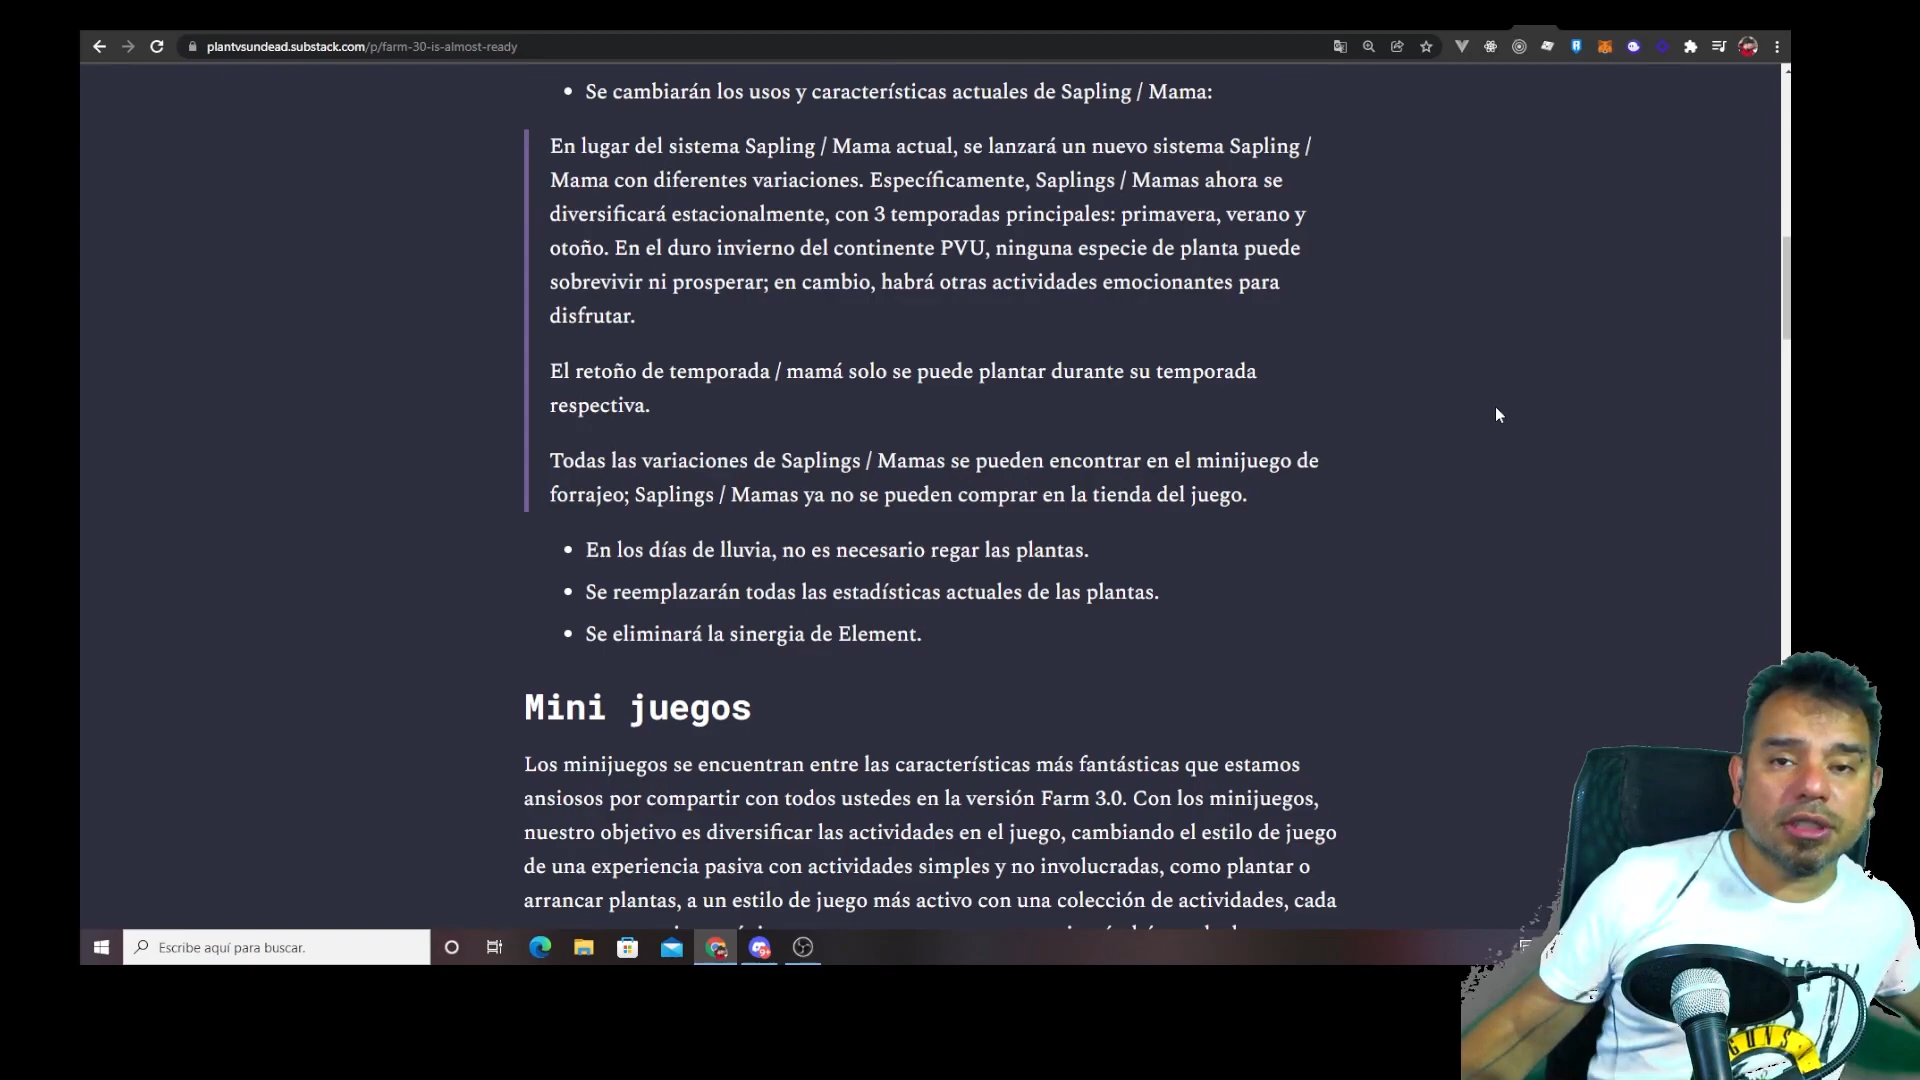 plantvsundead.substack.com/p/farm-30-is-almost-ready
• Se cambiarán los usos y características actuales de Sapling / Mama:
En lugar del sistema Sapling / Mama actual, se lanzará un nuevo sistema Sapling /
Mama con diferentes variaciones. Específicamente, Saplings / Mamas ahora se
diversificará estacionalmente, con 3 temporadas principales: primavera, verano y
otoño. En el duro invierno del continente PVU, ninguna especie de planta puede
sobrevivir ni prosperar; en cambio, habrá otras actividades emocionantes para
disfrutar.
El retoño de temporada / mamá solo se puede plantar durante su temporada
respectiva.
Todas las variaciones de Saplings / Mamas se pueden encontrar en el minijuego de
forrajeo; Saplings / Mamas ya no se pueden comprar en la tienda del juego.
• En los días de lluvia, no es necesario regar las plantas.
• Se reemplazarán todas las estadísticas actuales de las plantas.
• Se eliminará la sinergia de Element.
Mini juegos
Los minijuegos se encuentran entre las características más fantásticas que estamos
ansiosos por compartir con todos ustedes en la versión Farm 3.0. Con los minijuegos,
nuestro objetivo es diversificar las actividades en el juego, cambiando el estilo de juego
de una experiencia pasiva con actividades simples y no involucradas, como plantar o
arrancar plantas, a un estilo de juego más activo con una colección de actividades, cada
Escribe aquí para buscar.
GUNS